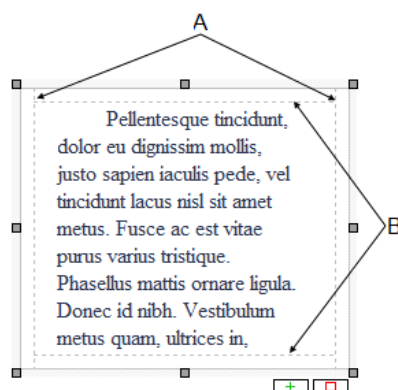 A
Pellentesque tincidunt,
dolor eu dignissim mollis,
justo sapien iaculis pede, vel
tincidunt lacus nisl sit amet
metus. Fusce ac est vitae
B
purus varius tristique.
Phasellus mattis ornare ligula.
Donec id nibh. Vestibulum
metus quam, ultrices in,